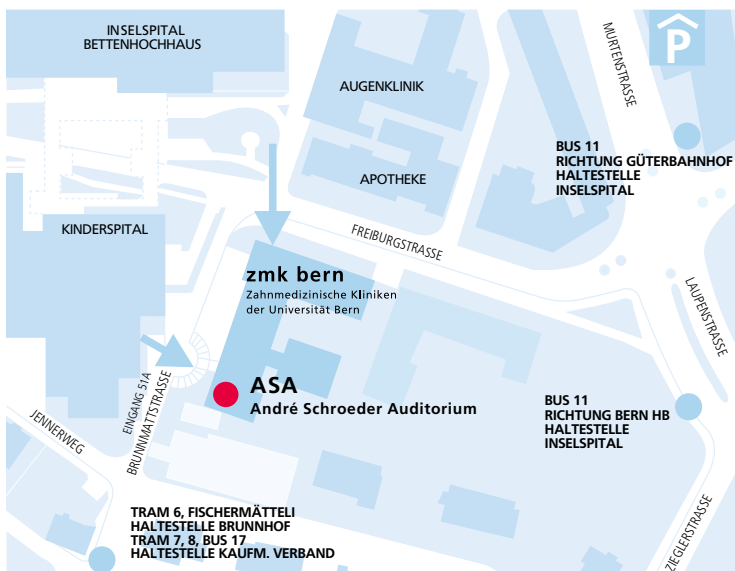 INSELSPITAL
BETTENHOCHHAUS
AUGENKLINIK
MURTENSTRASSE
P
APOTHEKE
BUS 11
RICHTUNG GÜTERBAHNHOF
HALTESTELLE
INSELSPITAL
KINDERSPITAL
FREIBURGSTRASSE
zmk bern
Zahnmedizinische Kliniken
der Universität Bern
LAUPENSTRASSE
ASA
André Schroeder Auditorium
EINGANG 51A
BRUNNMATTSTRASSE
JENNERWEG
BUS 11
RICHTUNG BERN HB
HALTESTELLE
INSELSPITAL
TRAM 6, FISCHERMÄTTELI
HALTESTELLE BRUNNHOF
TRAM 7, 8, BUS 17
HALTESTELLE KAUFM. VERBAND
ZIEGLERSTRASSE